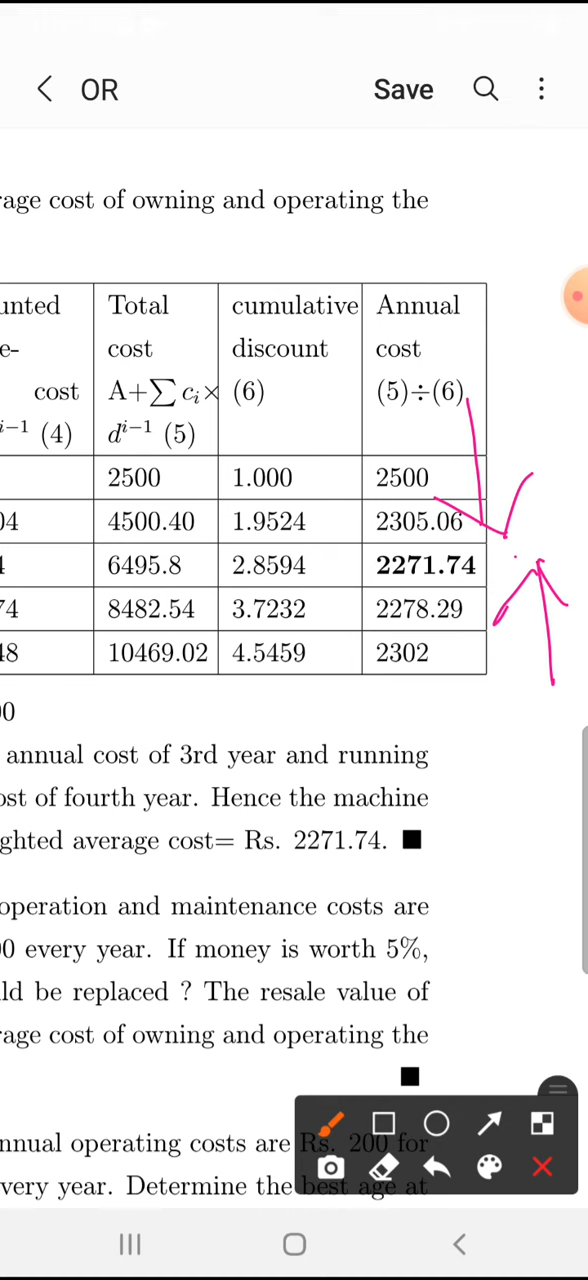 OR Save
age cost of owning and operating the
unted Total cumulative Annual
e- cost discount cost
cost A+∑ cᵢ× (6) (5)÷(6)
i−1 (4) dⁱ⁻¹ (5)
2500 1.000 2500
04 4500.40 1.9524 2305.06
6495.8 2.8594 2271.74
74 8482.54 3.7232 2278.29
48 10469.02 4.5459 2302
00
annual cost of 3rd year and running
ost of fourth year. Hence the machine
ghted average cost= Rs. 2271.74. ■
operation and maintenance costs are
00 every year. If money is worth 5%,
ld be replaced ? The resale value of
age cost of owning and operating the
■
nnual operating costs are Rs. 200 for
very year. Determine the best age at